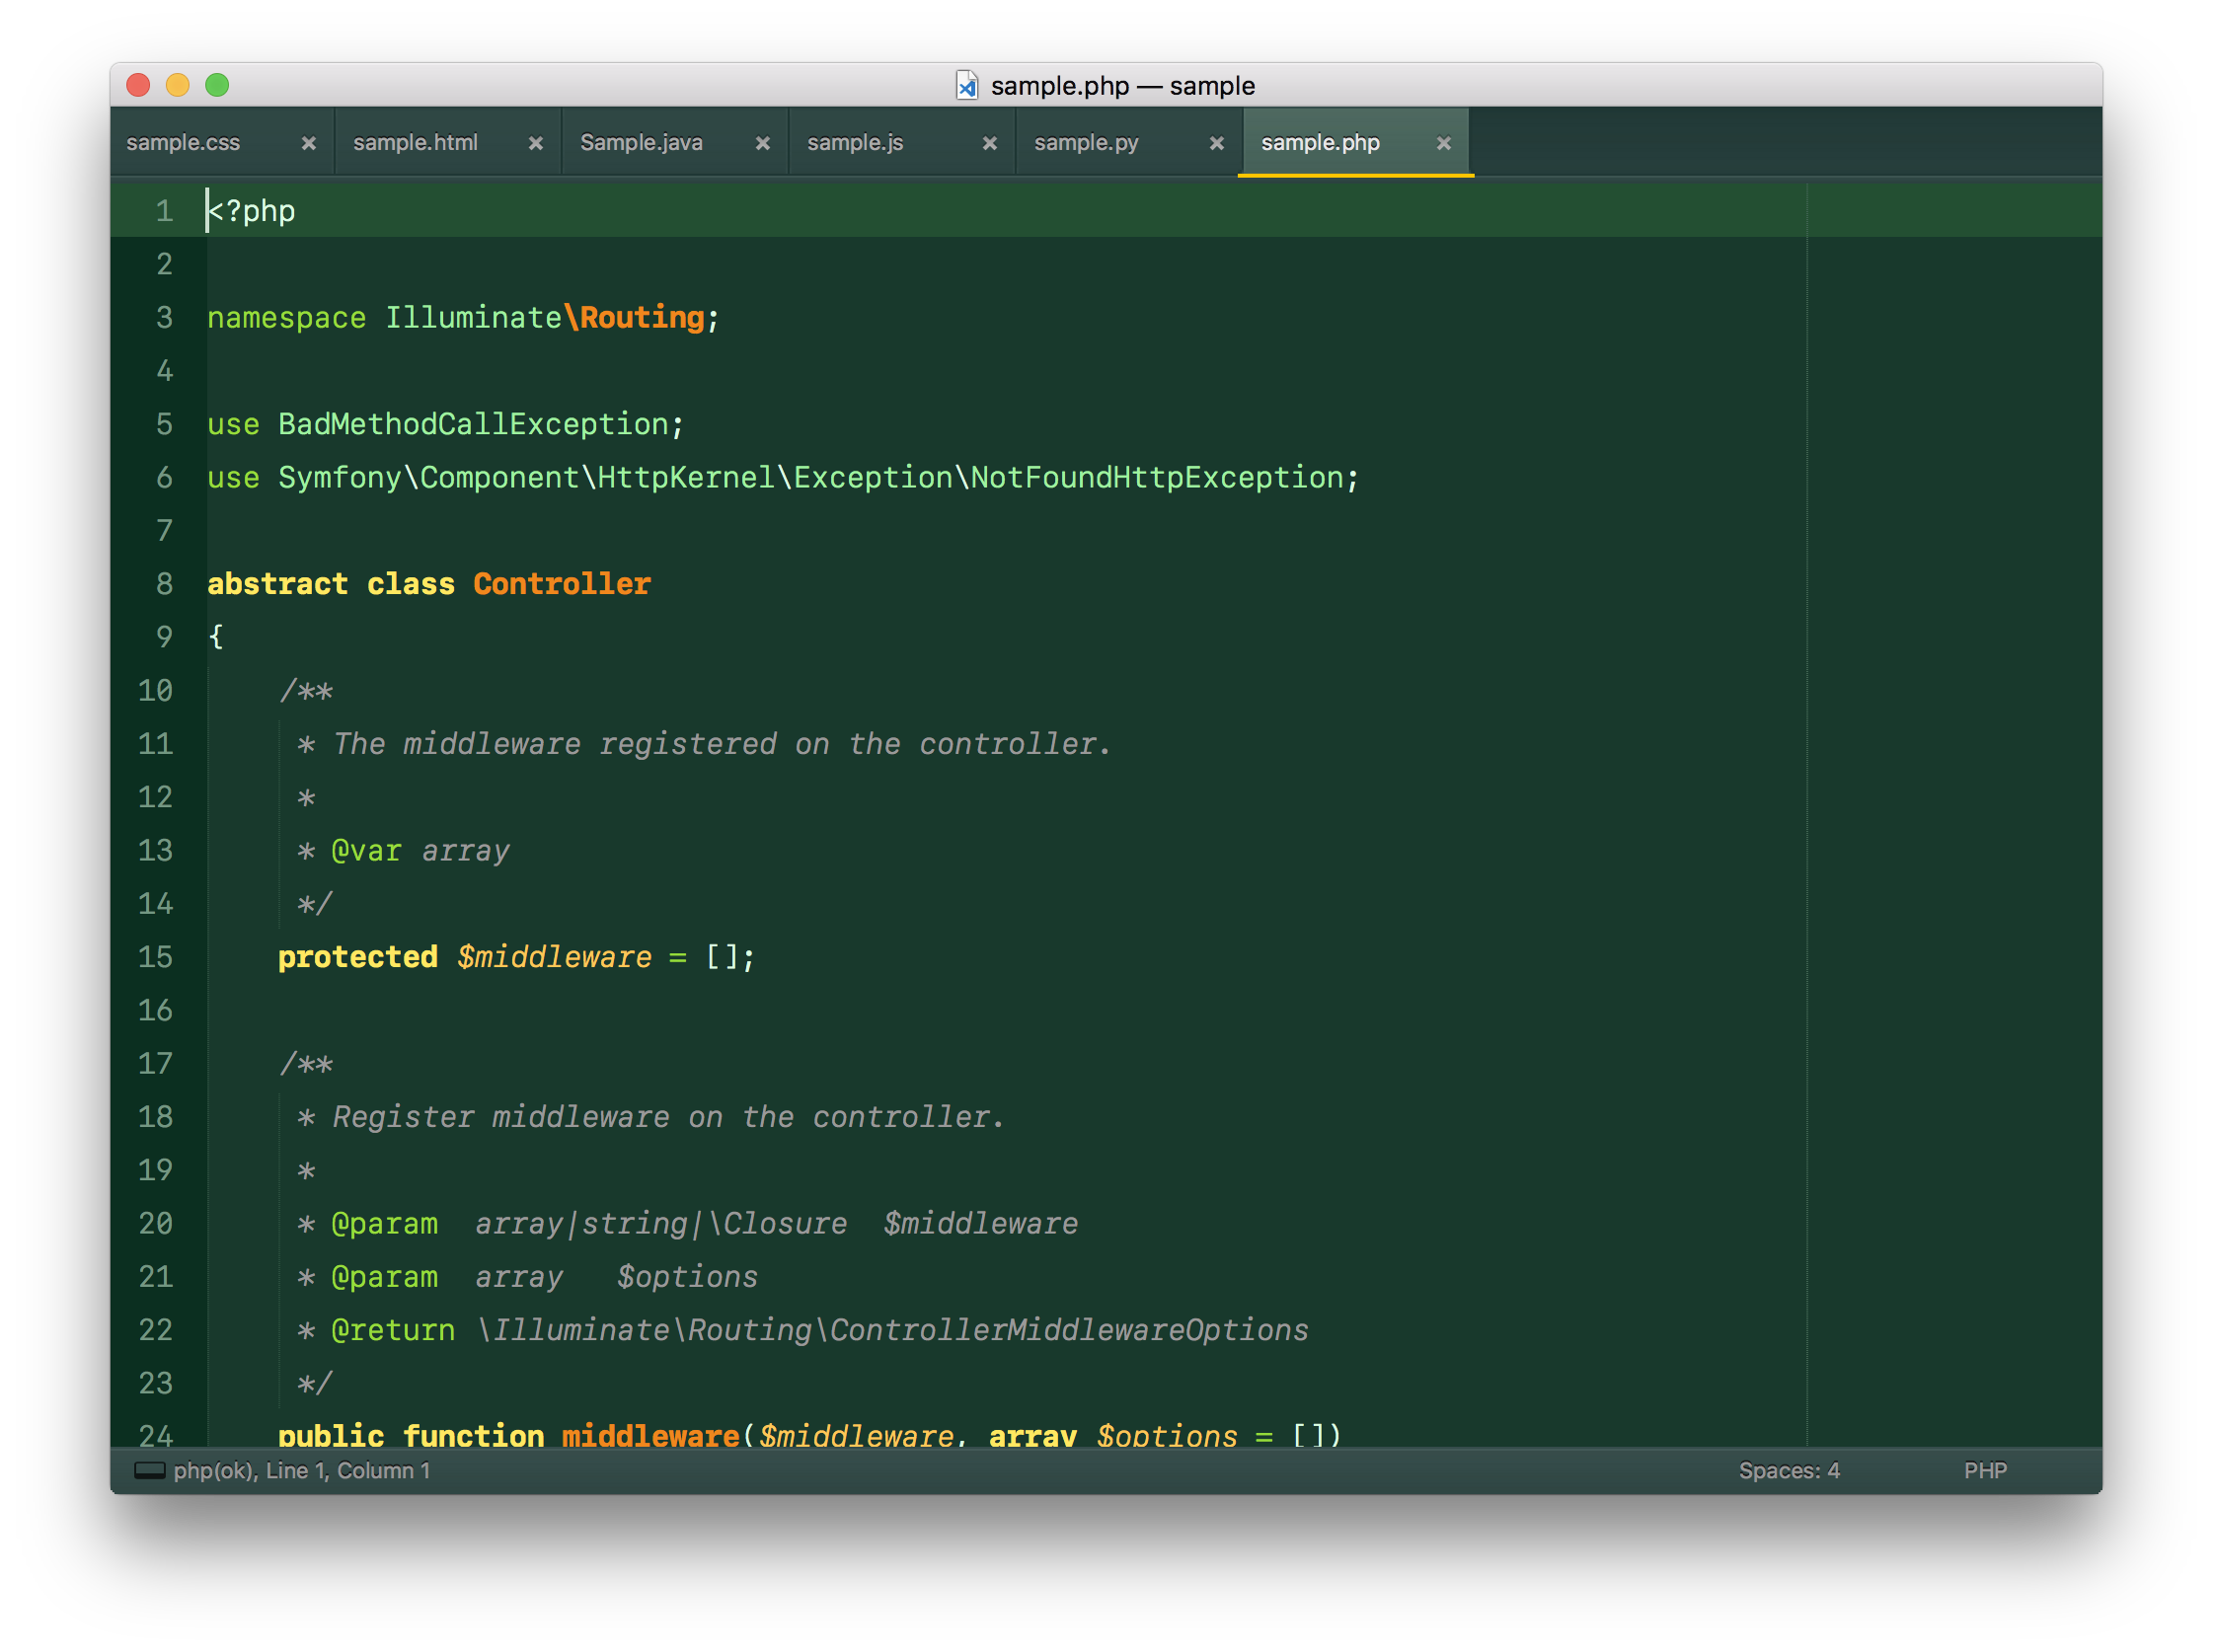 sample.php — sample
sample.css × sample.html × Sample.java × sample.js × sample.py × sample.php ×
1 <?php
2
3 namespace Illuminate\Routing;
4
5 use BadMethodCallException;
6 use Symfony\Component\HttpKernel\Exception\NotFoundHttpException;
7
8 abstract class Controller
9 {
10     /**
11      * The middleware registered on the controller.
12      *
13      * @var array
14      */
15     protected $middleware = [];
16
17     /**
18      * Register middleware on the controller.
19      *
20      * @param  array|string|\Closure  $middleware
21      * @param  array   $options
22      * @return \Illuminate\Routing\ControllerMiddlewareOptions
23      */
24     public function middleware($middleware, array $options = [])
php(ok), Line 1, Column 1 Spaces: 4 PHP